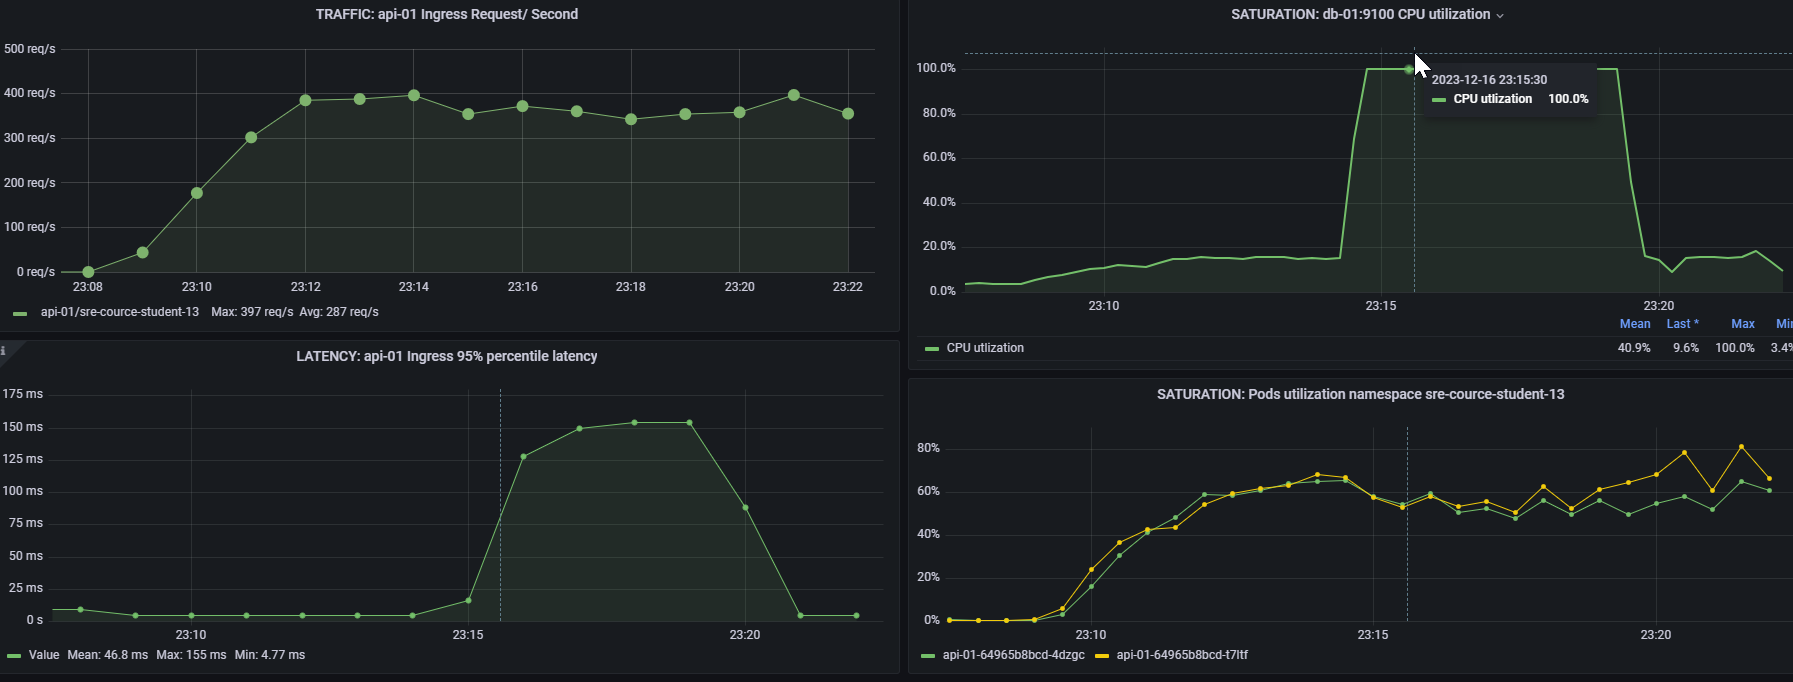 TRAFFIC: api-01 Ingress Request/ Second
500 req/s
400 req/s
300 req/s
200 req/s
100 req/s
0 req/s
23:08 23:10 23:12 23:14 23:16 23:18 23:20 23:22
api-01/sre-cource-student-13 Max: 397 req/s Avg: 287 req/s
SATURATION: db-01:9100 CPU utilization
100.0%
80.0%
60.0%
40.0%
20.0%
0.0%
2023-12-16 23:15:30
CPU utlization 100.0%
23:10 23:15 23:20
Mean Last * Max Min
CPU utlization 40.9% 9.6% 100.0% 3.4%
i
LATENCY: api-01 Ingress 95% percentile latency
175 ms
150 ms
125 ms
100 ms
75 ms
50 ms
25 ms
0 s
23:10 23:15 23:20
Value Mean: 46.8 ms Max: 155 ms Min: 4.77 ms
SATURATION: Pods utilization namespace sre-cource-student-13
80%
60%
40%
20%
0%
23:10 23:15 23:20
api-01-64965b8bcd-4dzgc api-01-64965b8bcd-t7ltf